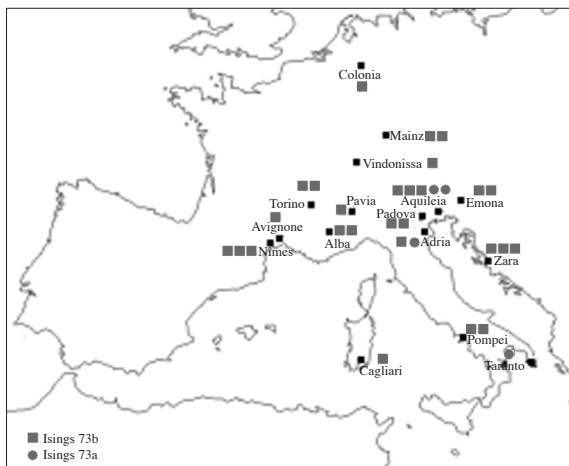 Colonia
Mainz
Vindonissa
Torino
Pavia
Aquileia
Emona
Padova
Avignone
Nîmes
Alba
Adria
Zara
Pompei
Taranto
Cagliari
Isings 73b
Isings 73a